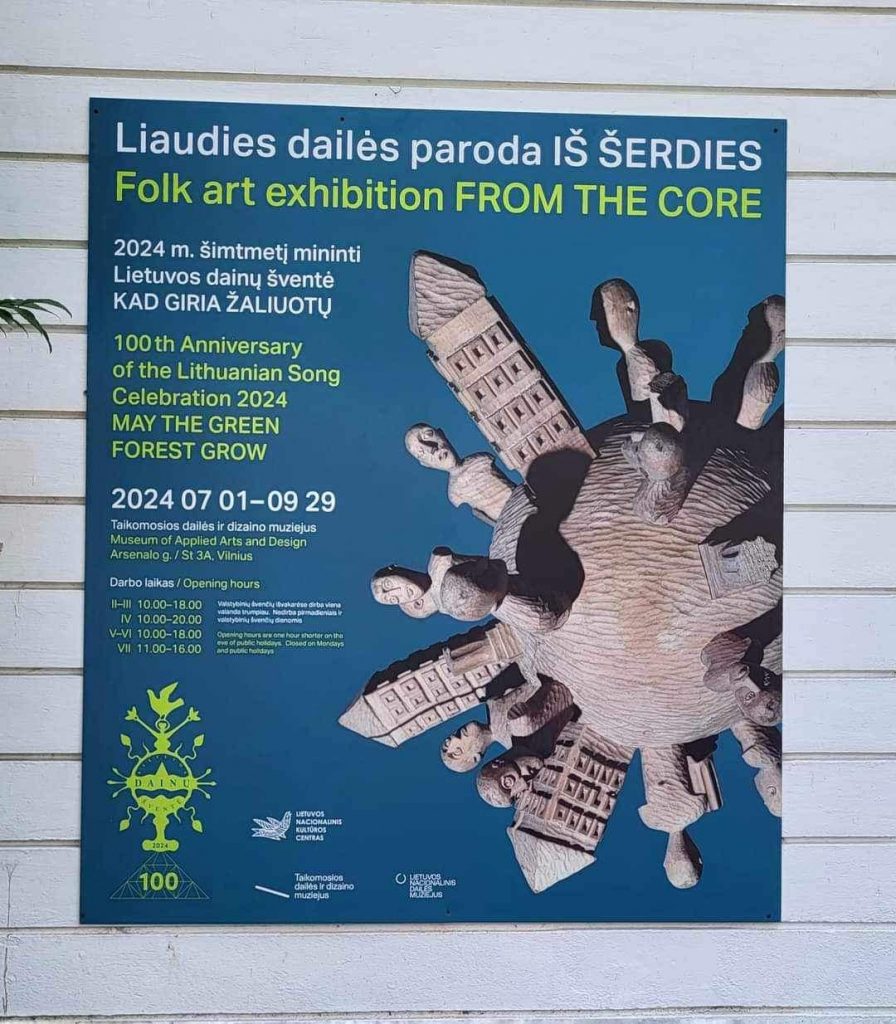 Liaudies dailės paroda IŠ ŠERDIES
Folk art exhibition FROM THE CORE
2024 m. šimtmetį mininti
Lietuvos dainų šventė
KAD GIRIA ŽALIUOTŲ
100th Anniversary
of the Lithuanian Song
Celebration 2024
MAY THE GREEN
FOREST GROW
2024 07 01–09 29
Taikomosios dailės ir dizaino muziejus
Museum of Applied Arts and Design
Arsenalo g. / St 3A, Vilnius
Darbo laikas / Opening hours
II–III 10.00–18.00
IV 10.00–20.00
V–VI 10.00–18.00
VII 11.00–16.00
Valstybinių švenčių išvakarėse dirba viena
valanda trumpiau. Nedirba pirmadieniais ir
valstybinių švenčių dienomis
Opening hours are one hour shorter on the
eve of public holidays. Closed on Mondays
and public holidays
DAINŲ
ŠVENTĖ
2024
100
LIETUVOS
NACIONALINIS
KULTŪROS
CENTRAS
Taikomosios
dailės ir dizaino
muziejus
LIETUVOS
NACIONALINIS
DAILĖS
MUZIEJUS